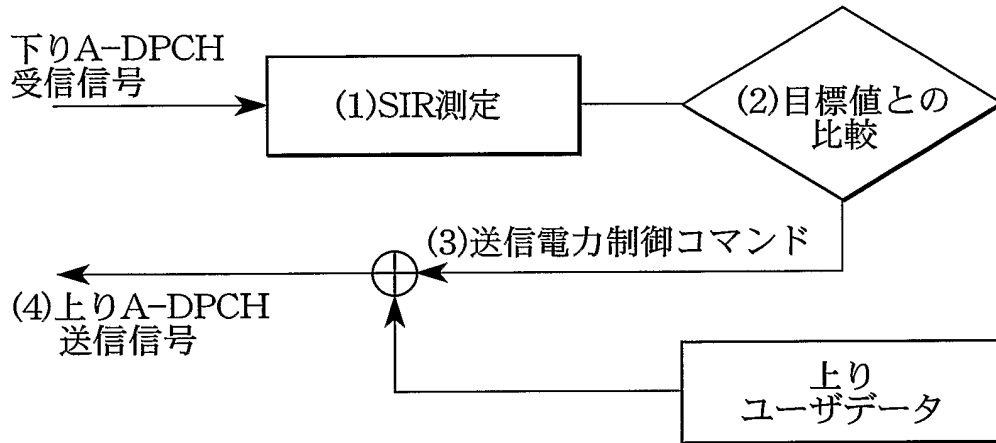 下りA-DPCH
受信信号
(1)SIR測定
(2)目標値との
比較
(3)送信電力制御コマンド
(4)上りA-DPCH
送信信号
上り
ユーザデータ